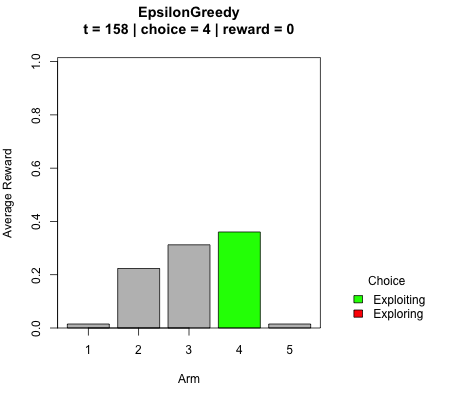 EpsilonGreedy
t = 158 | choice = 4 | reward = 0
1.0
0.8
0.6
0.4
0.2
0.0
Average Reward
1 2 3 4 5
Arm
Choice
Exploiting
Exploring